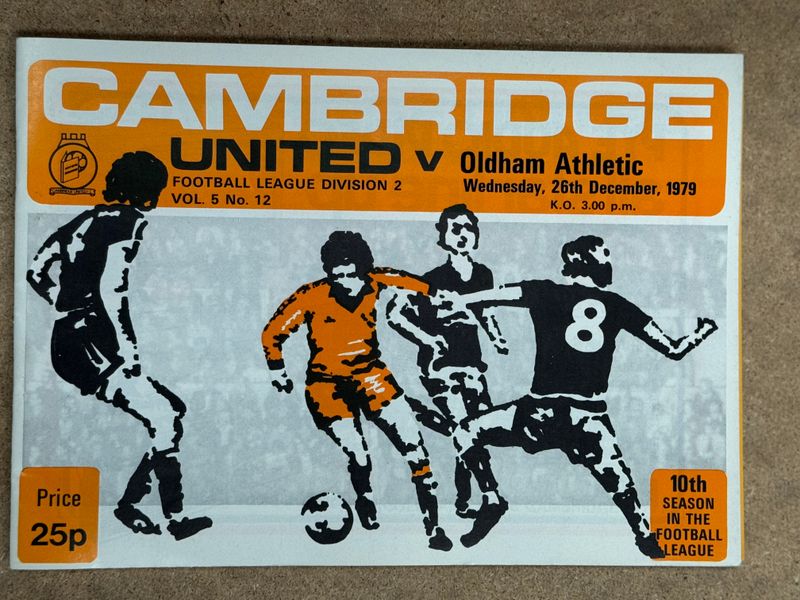 CAMBRIDGE
UNITED v Oldham Athletic
FOOTBALL LEAGUE DIVISION 2
VOL. 5 No. 12
Wednesday, 26th December, 1979
K.O. 3.00 p.m.
8
Price
25p
10th
SEASON
IN THE
FOOTBALL
LEAGUE